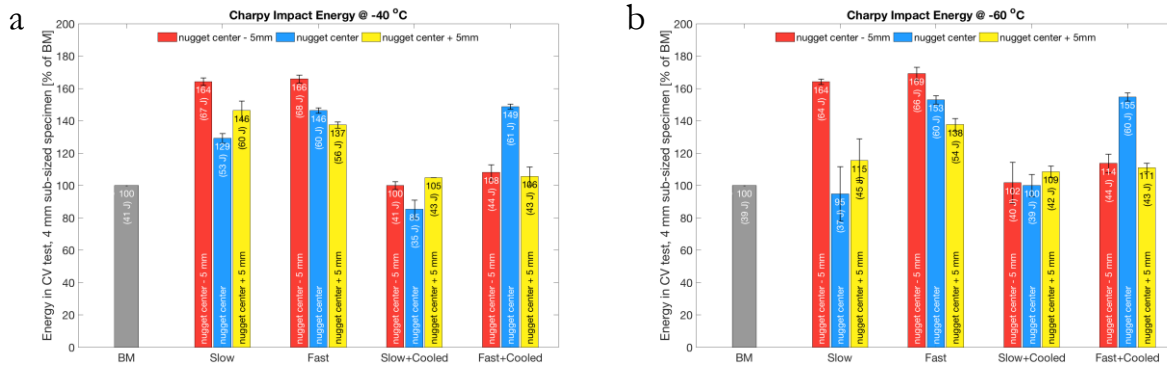 a
Charpy Impact Energy @ -40 °C
nugget center - 5mm
nugget center
nugget center + 5mm
Energy in CV test, 4 mm sub-sized specimen [% of BM]
200
180
160
140
120
100
80
60
40
20
0
100
(41 J)
164
(67 J)
nugget center - 5 mm
129
(53 J)
nugget center
146
(60 J)
nugget center + 5 mm
166
(68 J)
nugget center - 5 mm
146
(60 J)
nugget center
137
(56 J)
nugget center + 5 mm
100
(41 J)
nugget center - 5 mm
85
(35 J)
nugget center
105
(43 J)
nugget center + 5 mm
108
(44 J)
nugget center - 5 mm
149
(61 J)
nugget center
106
(43 J)
nugget center + 5 mm
BM
Slow
Fast
Slow+Cooled
Fast+Cooled
b
Charpy Impact Energy @ -60 °C
nugget center - 5mm
nugget center
nugget center + 5mm
Energy in CV test, 4 mm sub-sized specimen [% of BM]
200
180
160
140
120
100
80
60
40
20
0
100
(39 J)
164
(64 J)
nugget center - 5 mm
95
(37 J)
nugget center
115
(45 J)
nugget center + 5 mm
169
(66 J)
nugget center - 5 mm
153
(60 J)
nugget center
138
(54 J)
nugget center + 5 mm
102
(40 J)
nugget center - 5 mm
100
(39 J)
nugget center
109
(42 J)
nugget center + 5 mm
114
(44 J)
nugget center - 5 mm
155
(60 J)
nugget center
111
(43 J)
nugget center + 5 mm
BM
Slow
Fast
Slow+Cooled
Fast+Cooled